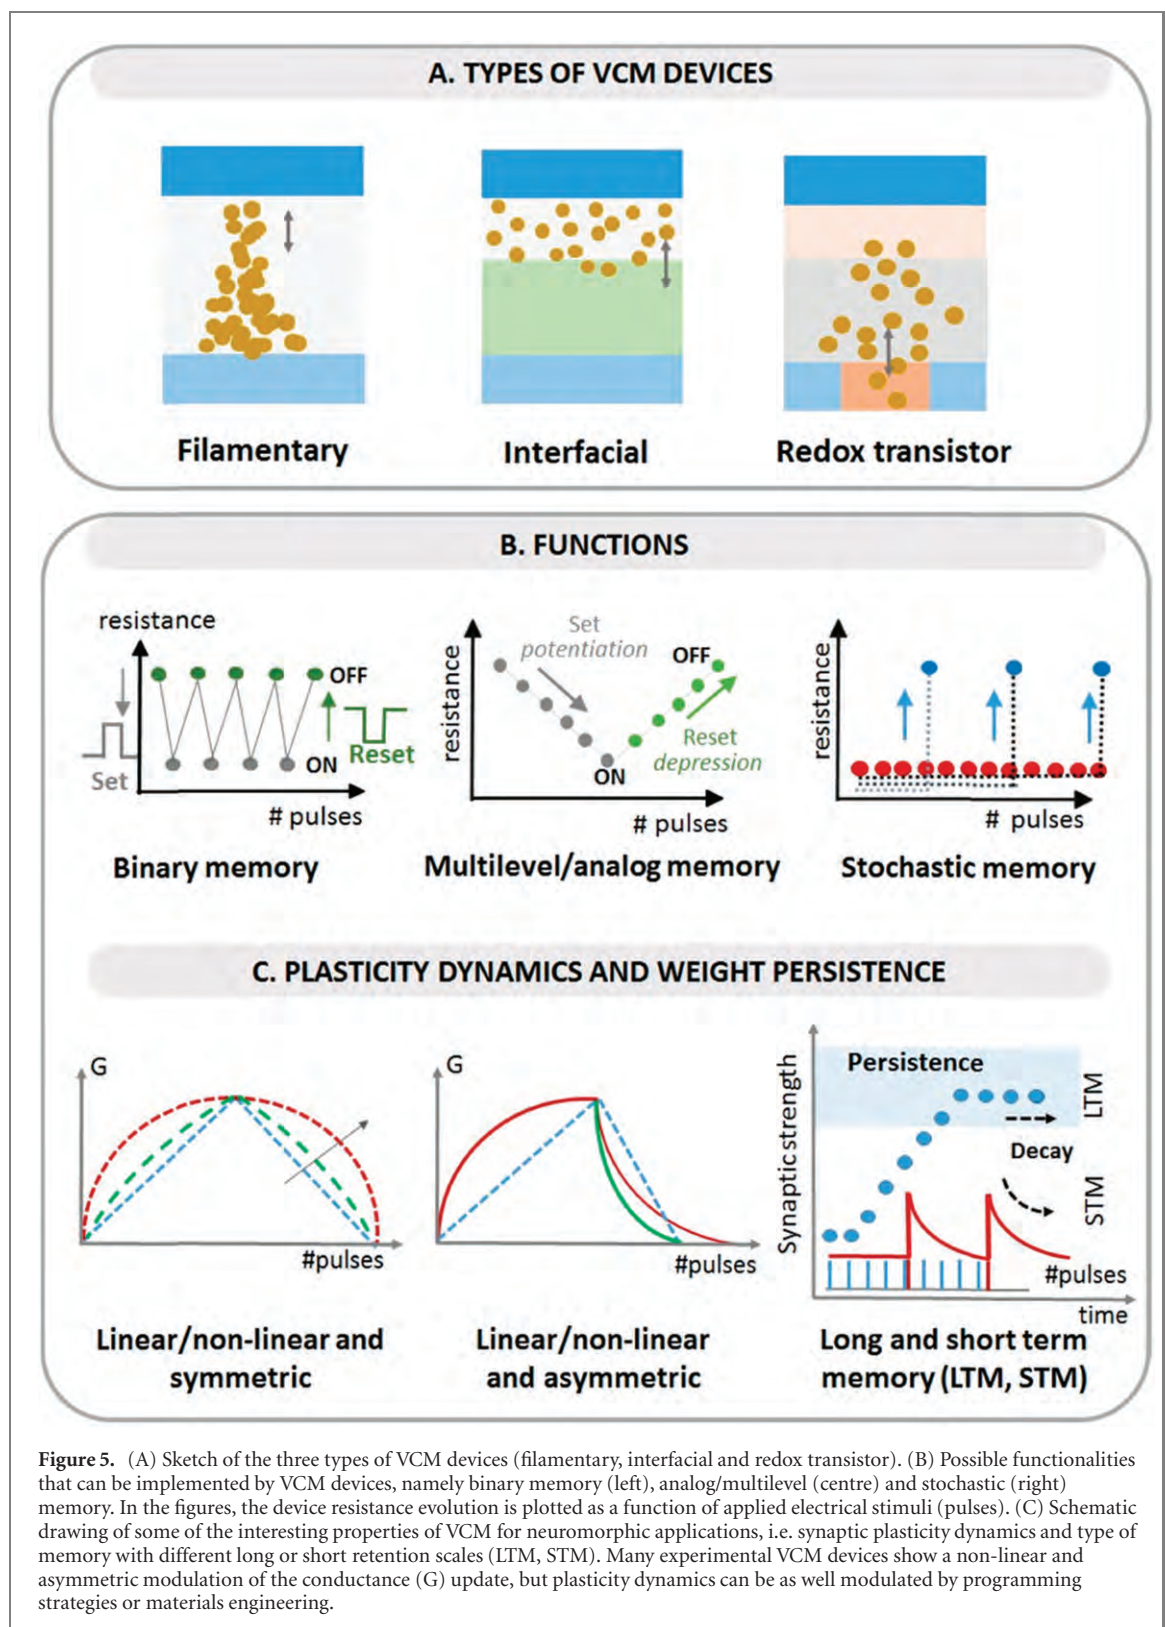 A. TYPES OF VCM DEVICES
Filamentary
Interfacial
Redox transistor
B. FUNCTIONS
resistance
OFF
ON
Set
Reset
# pulses
Binary memory
resistance
Set
potentiation
OFF
Reset
depression
ON
# pulses
Multilevel/analog memory
resistance
# pulses
Stochastic memory
C. PLASTICITY DYNAMICS AND WEIGHT PERSISTENCE
G
#pulses
Linear/non-linear and
symmetric
G
#pulses
Linear/non-linear
and asymmetric
Synaptic strength
Persistence
LTM
Decay
STM
#pulses
time
Long and short term
memory (LTM, STM)
Figure 5. (A) Sketch of the three types of VCM devices (filamentary, interfacial and redox transistor). (B) Possible functionalities
that can be implemented by VCM devices, namely binary memory (left), analog/multilevel (centre) and stochastic (right)
memory. In the figures, the device resistance evolution is plotted as a function of applied electrical stimuli (pulses). (C) Schematic
drawing of some of the interesting properties of VCM for neuromorphic applications, i.e. synaptic plasticity dynamics and type of
memory with different long or short retention scales (LTM, STM). Many experimental VCM devices show a non-linear and
asymmetric modulation of the conductance (G) update, but plasticity dynamics can be as well modulated by programming
strategies or materials engineering.